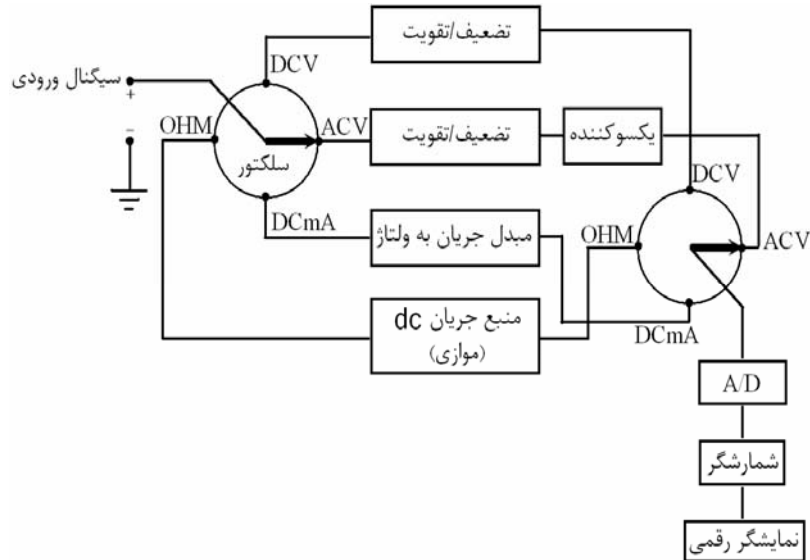 تضعیف/تقویت
DCV
سیگنال ورودی
+
-
OHM
ACV
تضعیف/تقویت
یکسوکننده
سلکتور
DCV
DCmA
مبدل جریان به ولتاژ
OHM
ACV
منبع جریان dc
(موازی)
DCmA
A/D
شمارشگر
نمایشگر رقمی